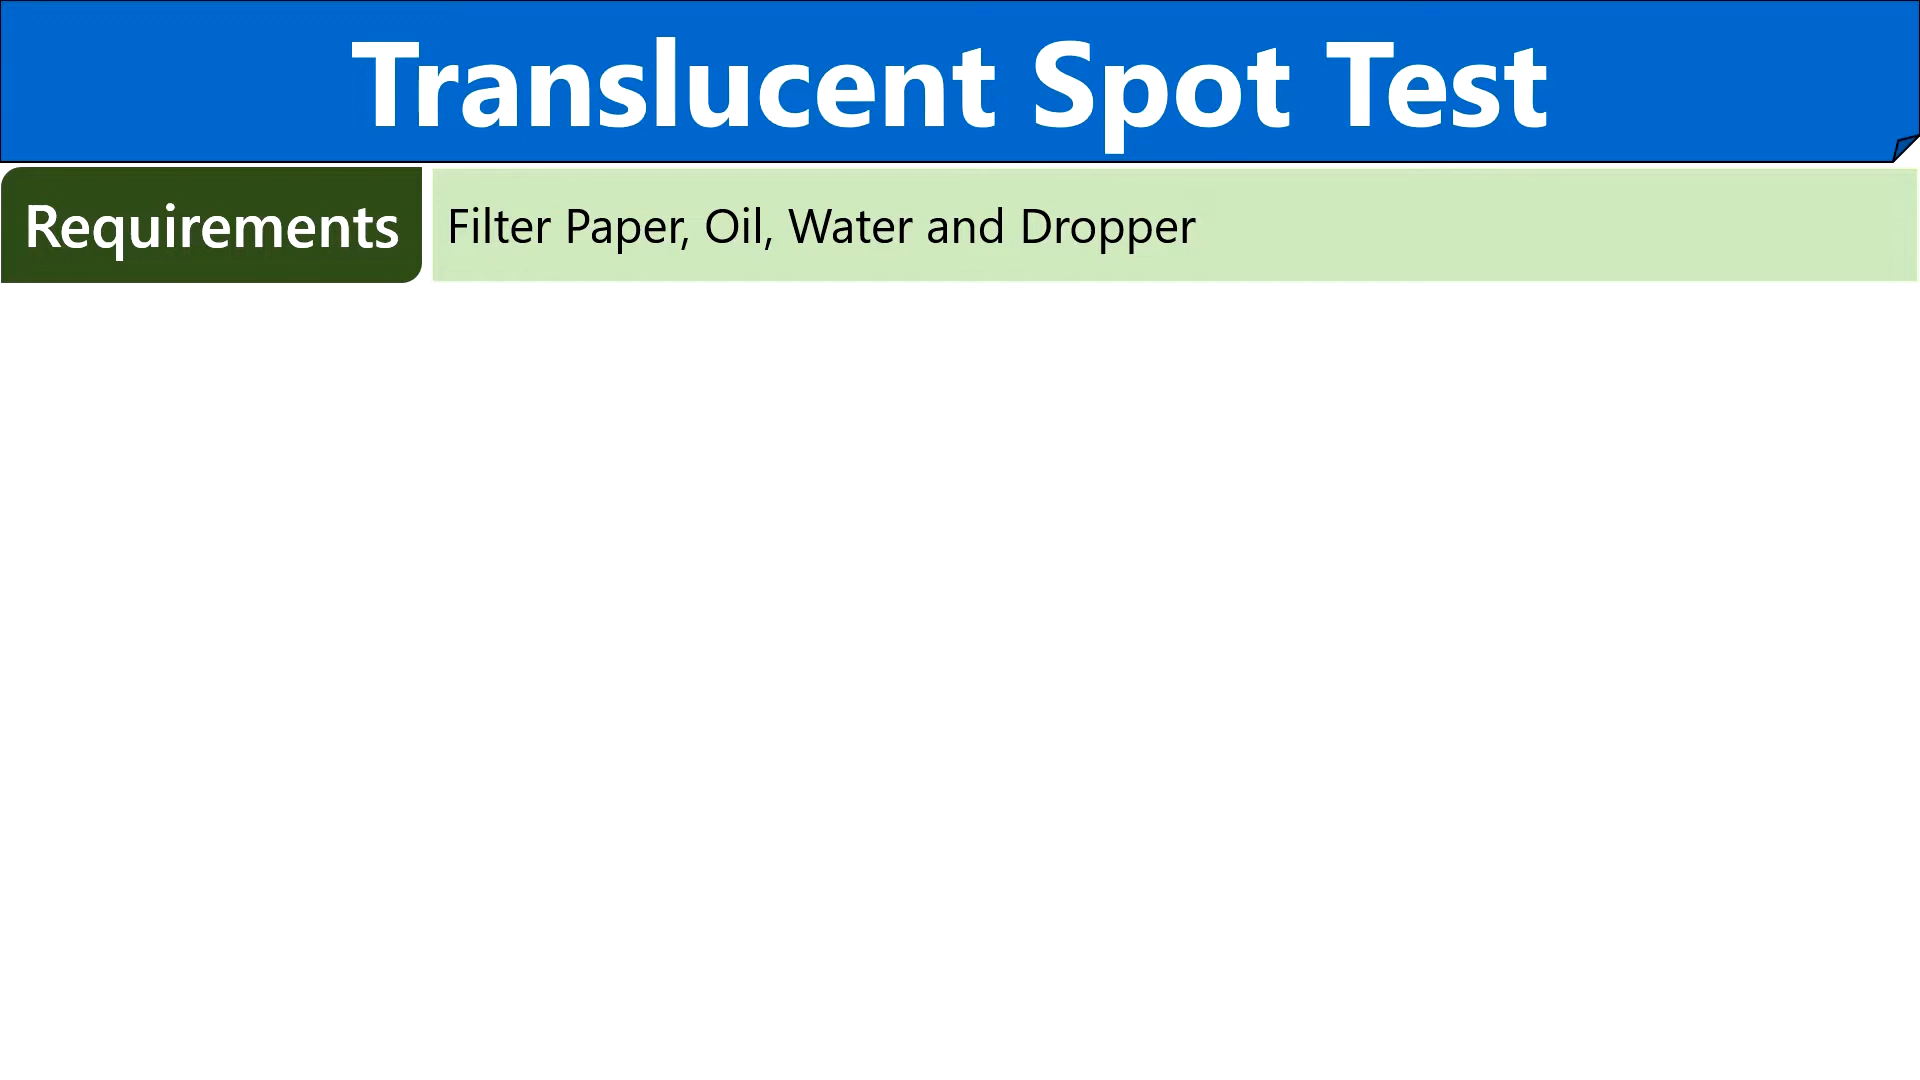 Translucent Spot Test
Requirements
Filter Paper, Oil, Water and Dropper